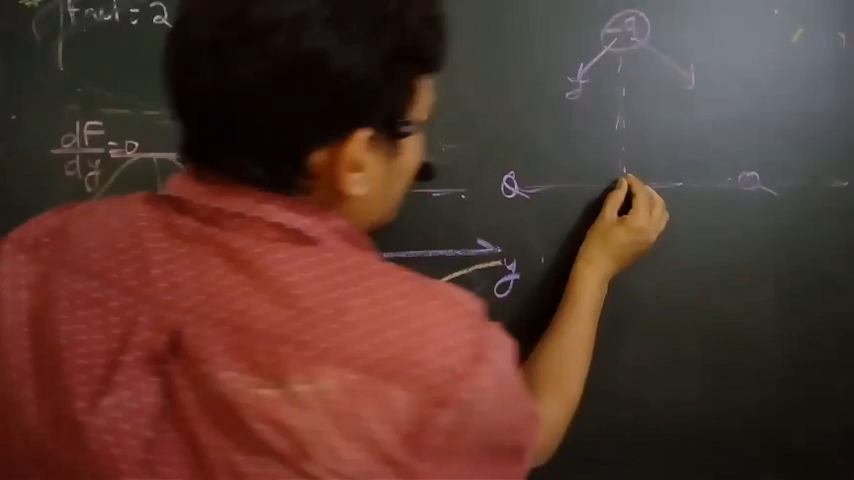 Fnet = 2
dF/dy = 0
y
-q
Q
Q